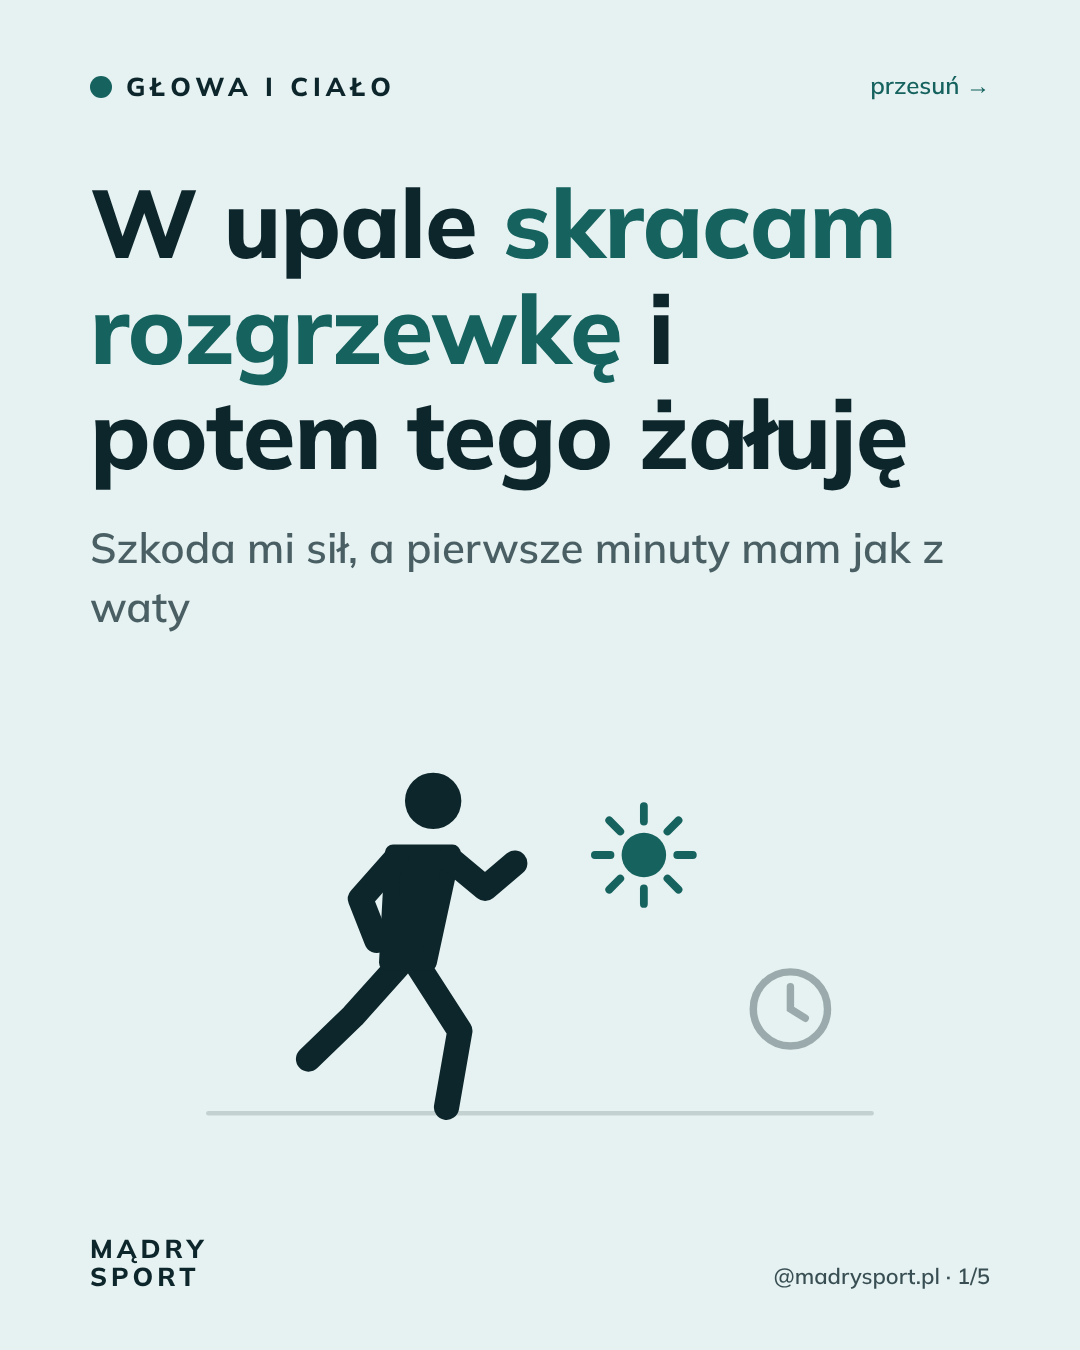 GŁOWA I CIAŁO
przesuń →
W upale skracam
rozgrzewkę i
potem tego żałuję
Szkoda mi sił, a pierwsze minuty mam jak z
waty
MĄDRY
SPORT
@madrysport.pl · 1/5